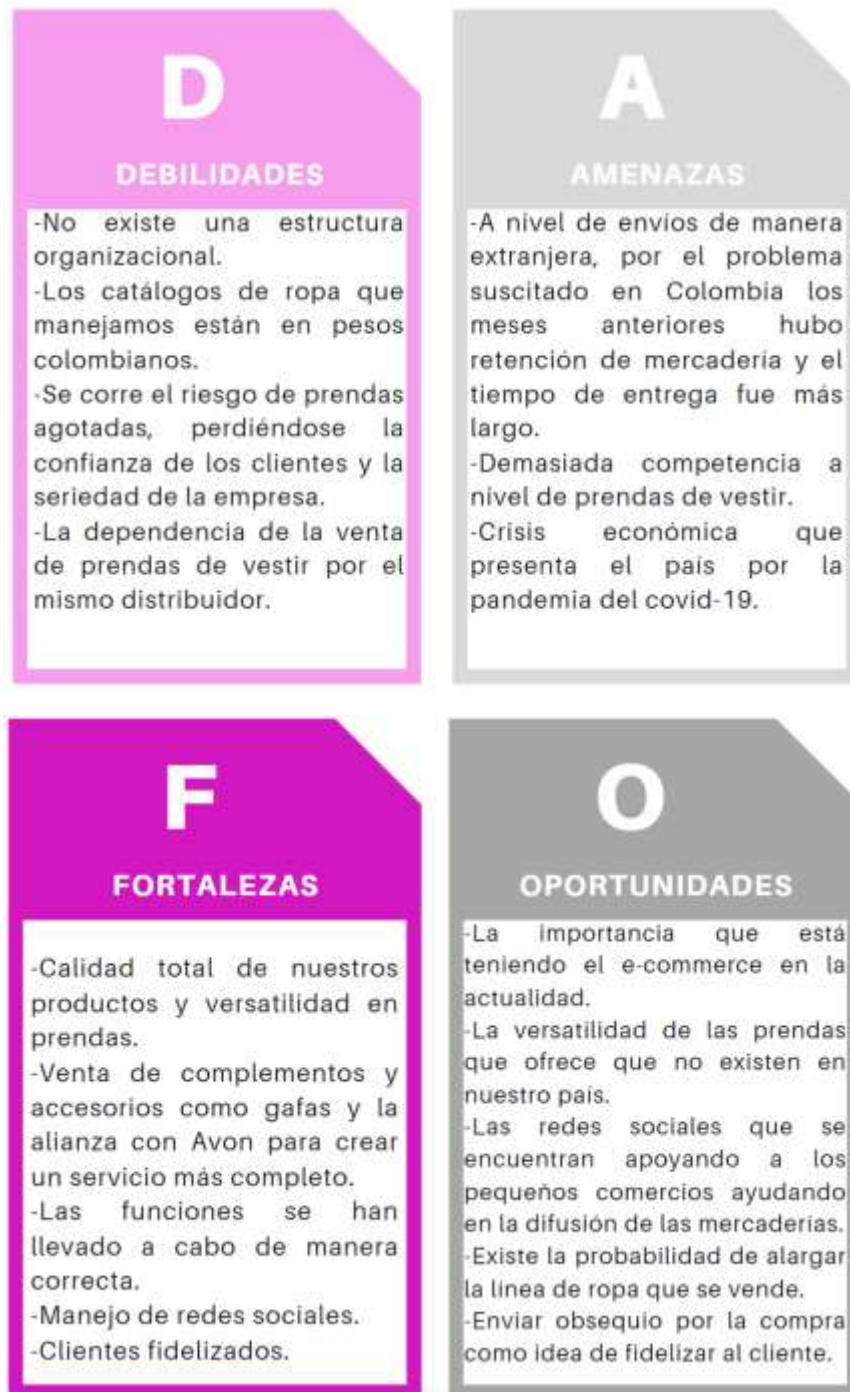 D
DEBILIDADES
-No existe una estructura
organizacional.
-Los catálogos de ropa que
manejamos están en pesos
colombianos.
-Se corre el riesgo de prendas
agotadas, perdiéndose la
confianza de los clientes y la
seriedad de la empresa.
-La dependencia de la venta
de prendas de vestir por el
mismo distribuidor.
A
AMENAZAS
-A nivel de envíos de manera
extranjera, por el problema
suscitado en Colombia los
meses anteriores hubo
retención de mercadería y el
tiempo de entrega fue más
largo.
-Demasiada competencia a
nivel de prendas de vestir.
-Crisis económica que
presenta el país por la
pandemia del covid-19.
F
FORTALEZAS
-Calidad total de nuestros
productos y versatilidad en
prendas.
-Venta de complementos y
accesorios como gafas y la
alianza con Avon para crear
un servicio más completo.
-Las funciones se han
llevado a cabo de manera
correcta.
-Manejo de redes sociales.
-Clientes fidelizados.
O
OPORTUNIDADES
-La importancia que está
teniendo el e-commerce en la
actualidad.
-La versatilidad de las prendas
que ofrece que no existen en
nuestro país.
-Las redes sociales que se
encuentran apoyando a los
pequeños comercios ayudando
en la difusión de las mercaderías.
-Existe la probabilidad de alargar
la línea de ropa que se vende.
-Enviar obsequio por la compra
como idea de fidelizar al cliente.